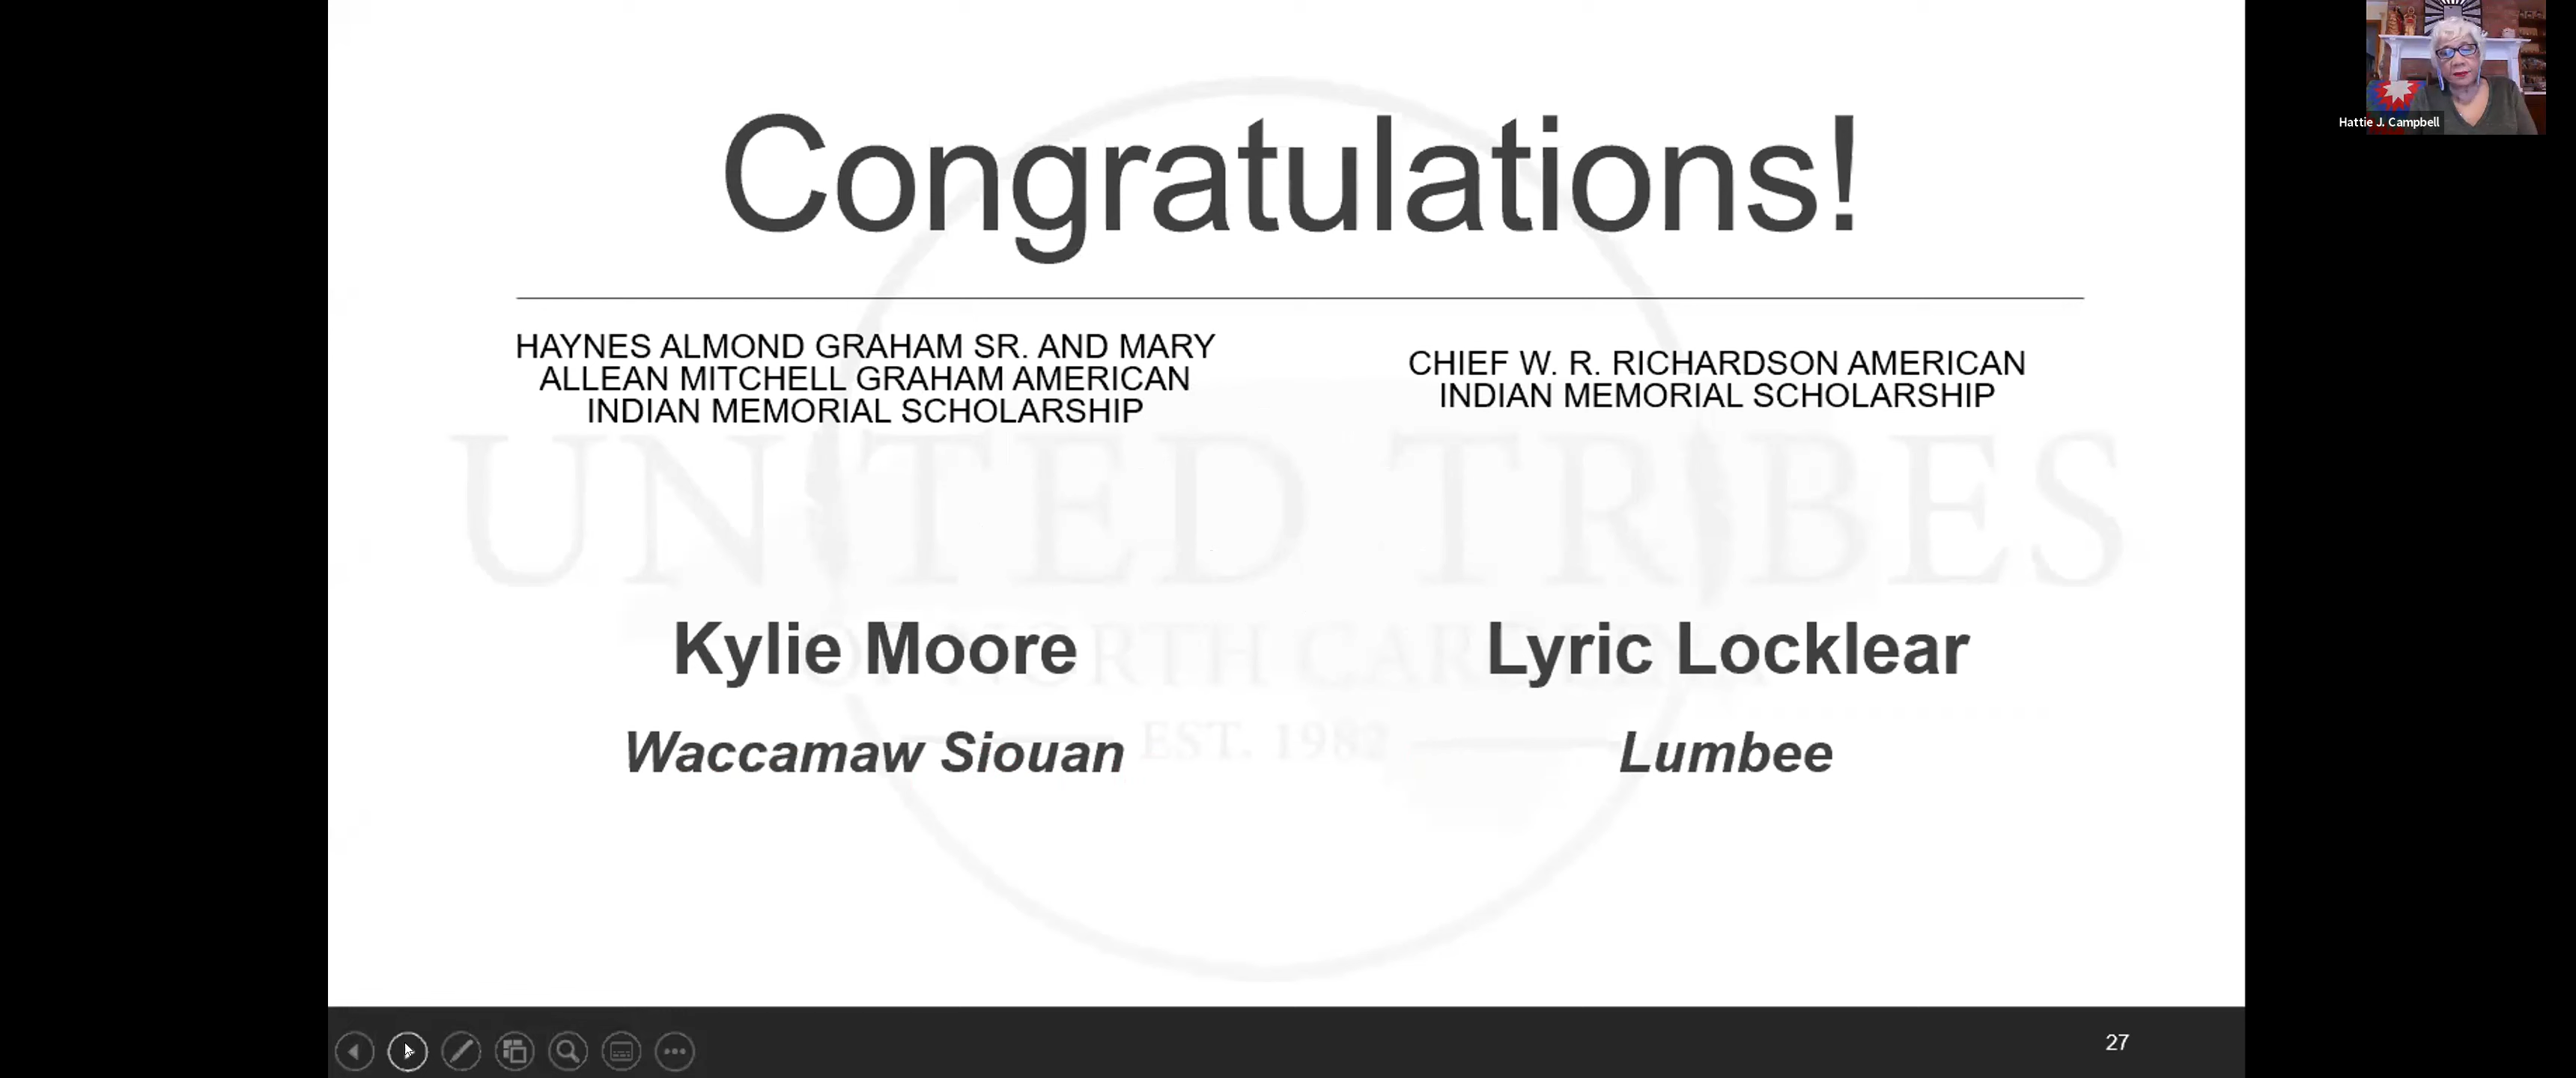 Congratulations!
HAYNES ALMOND GRAHAM SR. AND MARY
ALLEAN MITCHELL GRAHAM AMERICAN
INDIAN MEMORIAL SCHOLARSHIP
CHIEF W. R. RICHARDSON AMERICAN
INDIAN MEMORIAL SCHOLARSHIP
UNITED TRIBES
OF NORTH CAROLINA
EST. 1982
Kylie Moore
Waccamaw Siouan
Lyric Locklear
Lumbee
27
Hattie J. Campbell